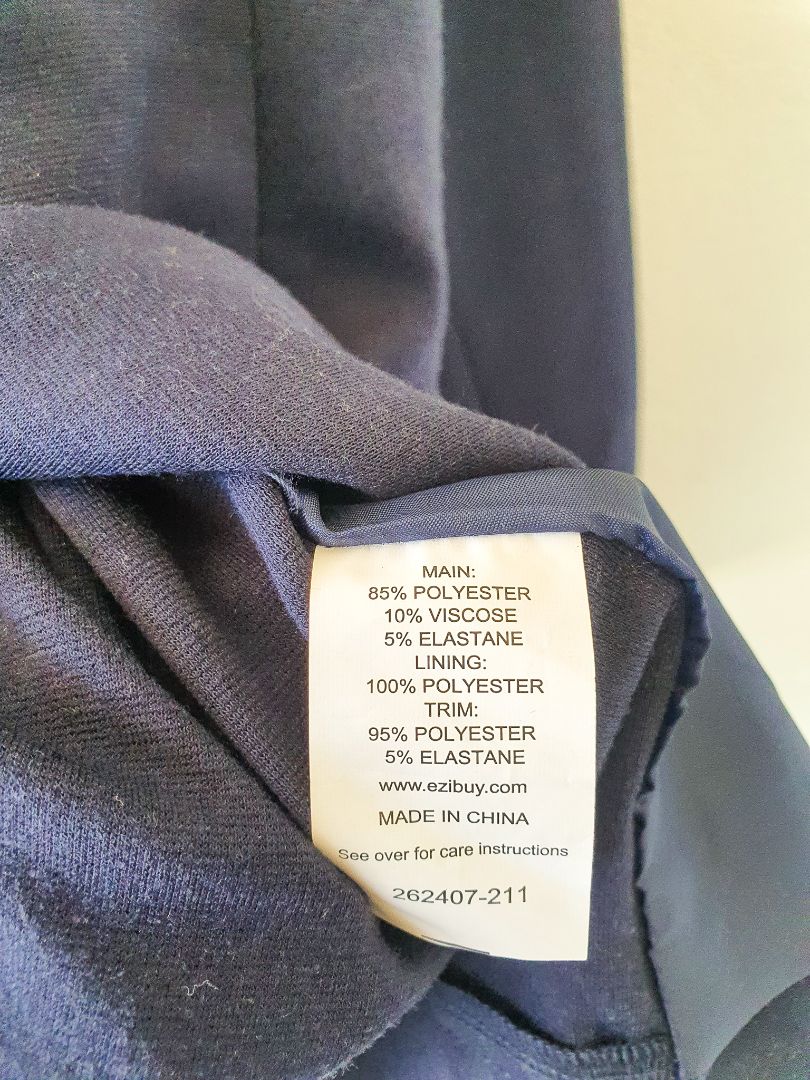 MAIN:
85% POLYESTER
10% VISCOSE
5% ELASTANE
LINING:
100% POLYESTER
TRIM:
95% POLYESTER
5% ELASTANE
www.ezibuy.com
MADE IN CHINA
See over for care instructions
262407-211